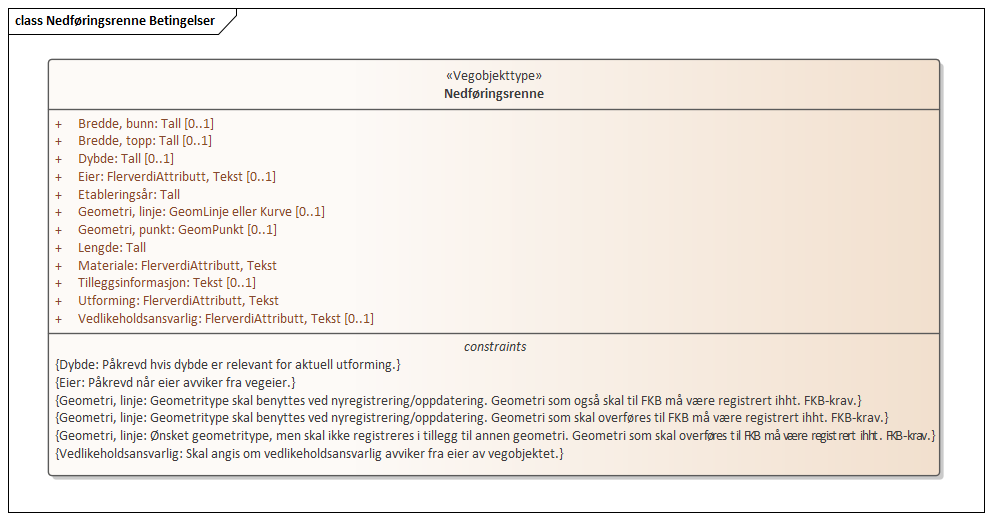 class Nedføringsrenne Betingelser
«Vegobjekttype»
Nedføringsrenne
+ Bredde, bunn: Tall [0..1]
+ Bredde, topp: Tall [0..1]
+ Dybde: Tall [0..1]
+ Eier: FlerverdiAttributt, Tekst [0..1]
+ Etableringsår: Tall
+ Geometri, linje: GeomLinje eller Kurve [0..1]
+ Geometri, punkt: GeomPunkt [0..1]
+ Lengde: Tall
+ Materiale: FlerverdiAttributt, Tekst
+ Tilleggsinformasjon: Tekst [0..1]
+ Utforming: FlerverdiAttributt, Tekst
+ Vedlikeholdsansvarlig: FlerverdiAttributt, Tekst [0..1]
constraints
{Dybde: Påkrevd hvis dybde er relevant for aktuell utforming.}
{Eier: Påkrevd når eier avviker fra vegeier.}
{Geometri, linje: Geometritype skal benyttes ved nyregistrering/oppdatering. Geometri som også skal til FKB må være registrert ihht. FKB-krav.}
{Geometri, linje: Geometritype skal benyttes ved nyregistrering/oppdatering. Geometri som skal overføres til FKB må være registrert ihht. FKB-krav.}
{Geometri, linje: Ønsket geometritype, men skal ikke registreres i tillegg til annen geometri. Geometri som skal overføres til FKB må være registrert ihht. FKB-krav.}
{Vedlikeholdsansvarlig: Skal angis om vedlikeholdsansvarlig avviker fra eier av vegobjektet.}